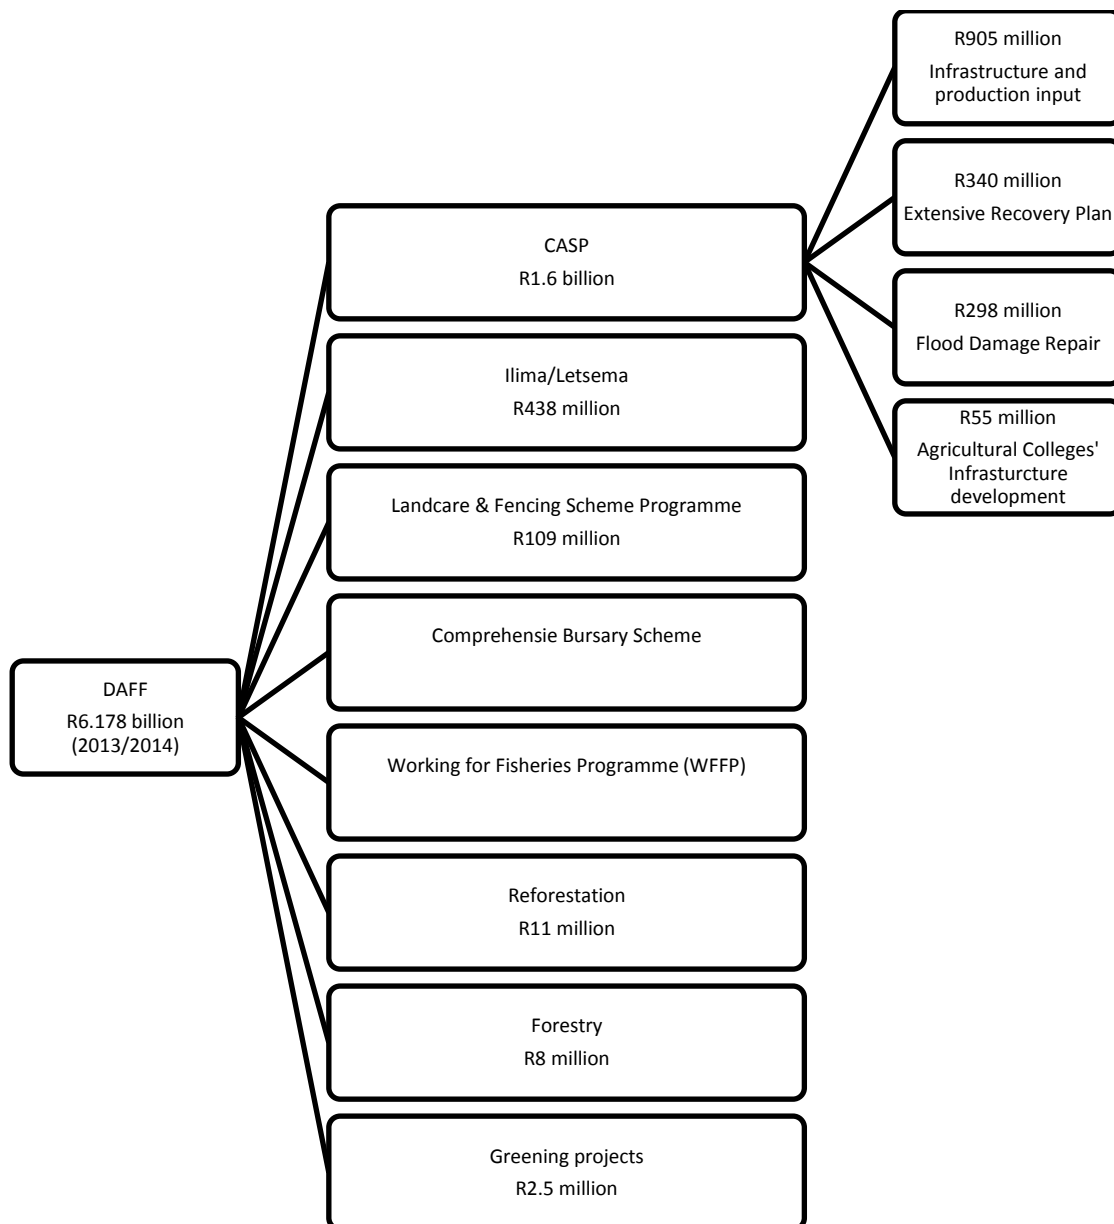 DAFF
R6.178 billion
(2013/2014)
CASP
R1.6 billion
Ilima/Letsema
R438 million
Landcare & Fencing Scheme Programme
R109 million
Comprehensie Bursary Scheme
Working for Fisheries Programme (WFFP)
Reforestation
R11 million
Forestry
R8 million
Greening projects
R2.5 million
R905 million
Infrastructure and
production input
R340 million
Extensive Recovery Plan
R298 million
Flood Damage Repair
R55 million
Agricultural Colleges'
Infrasturcture
development